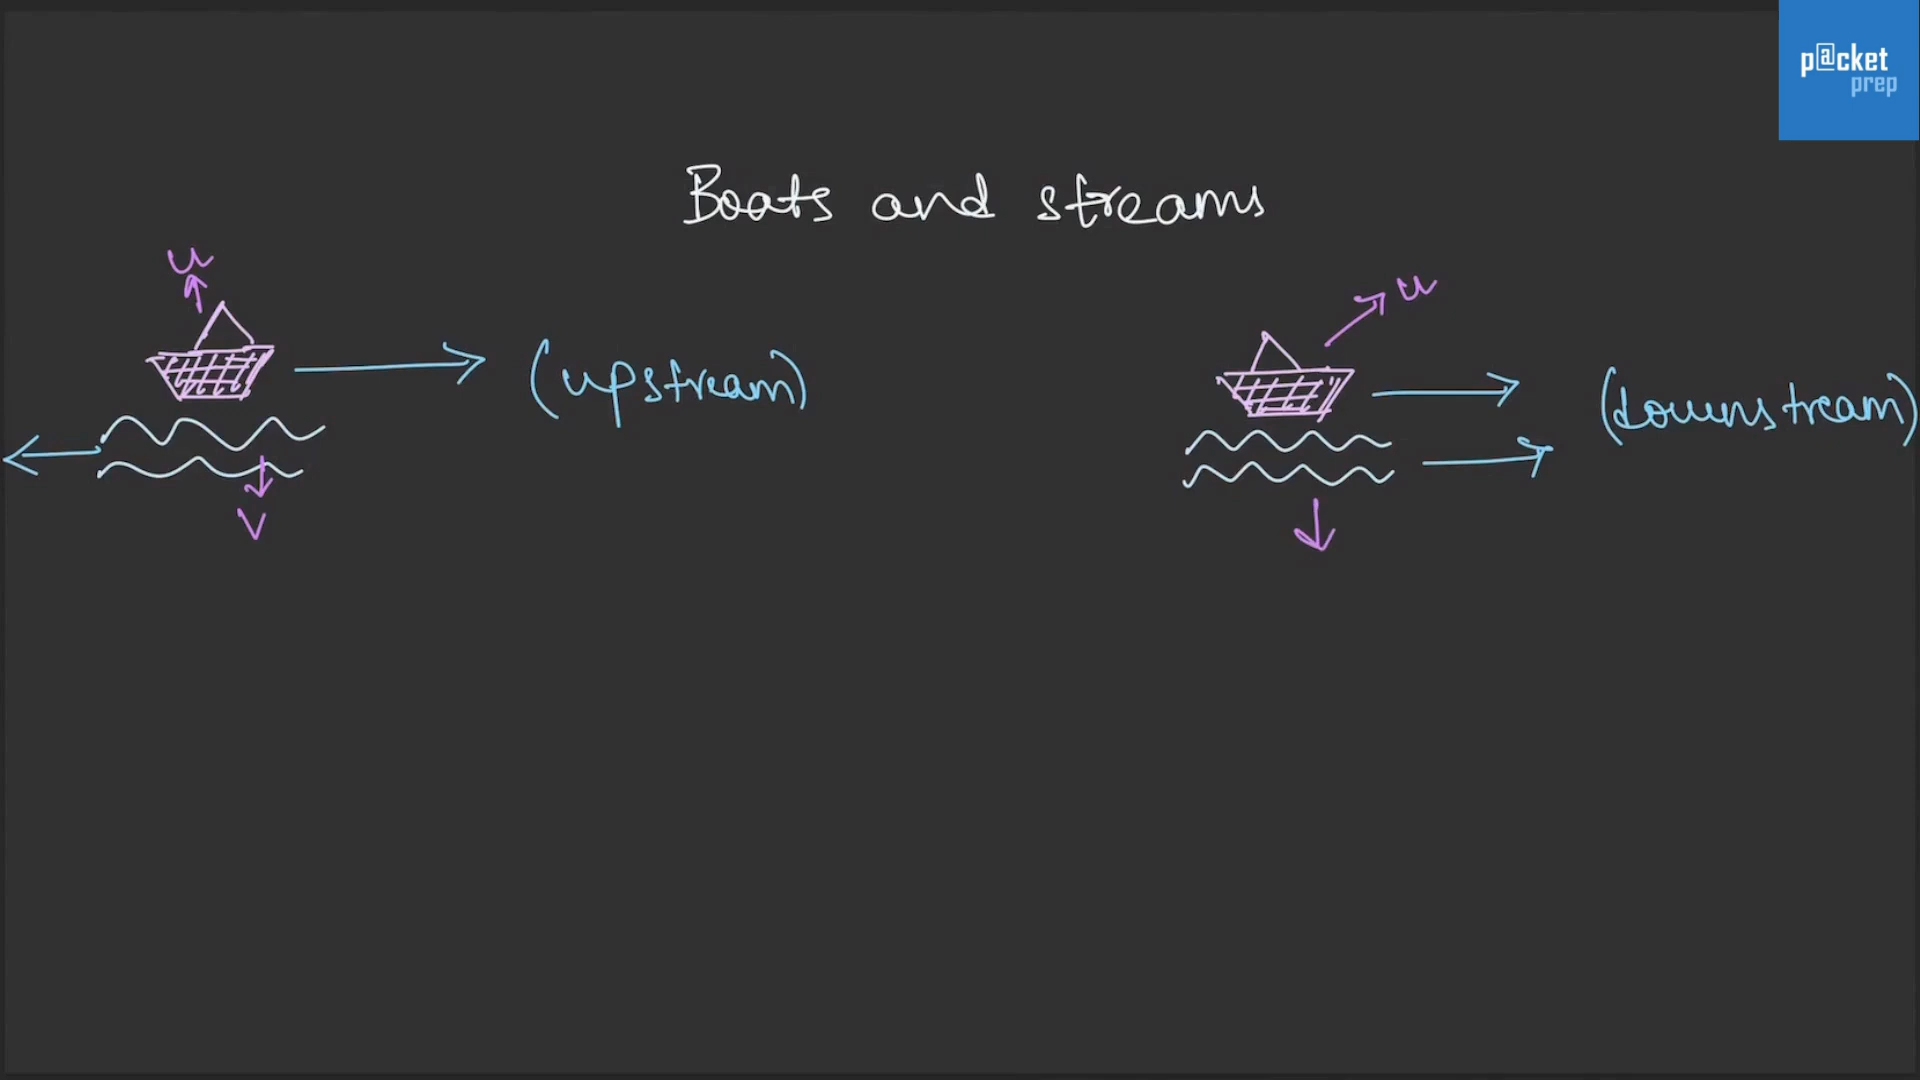 p@cket
prep
Boats and streams
u
u
(upstream)
(downstream)
V